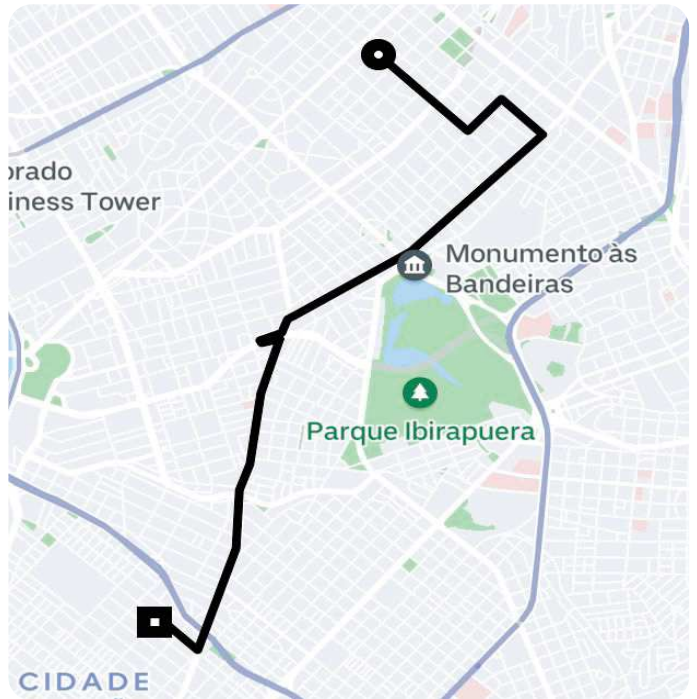 orado
iness Tower
Monumento às
Bandeiras
Parque Ibirapuera
CIDADE